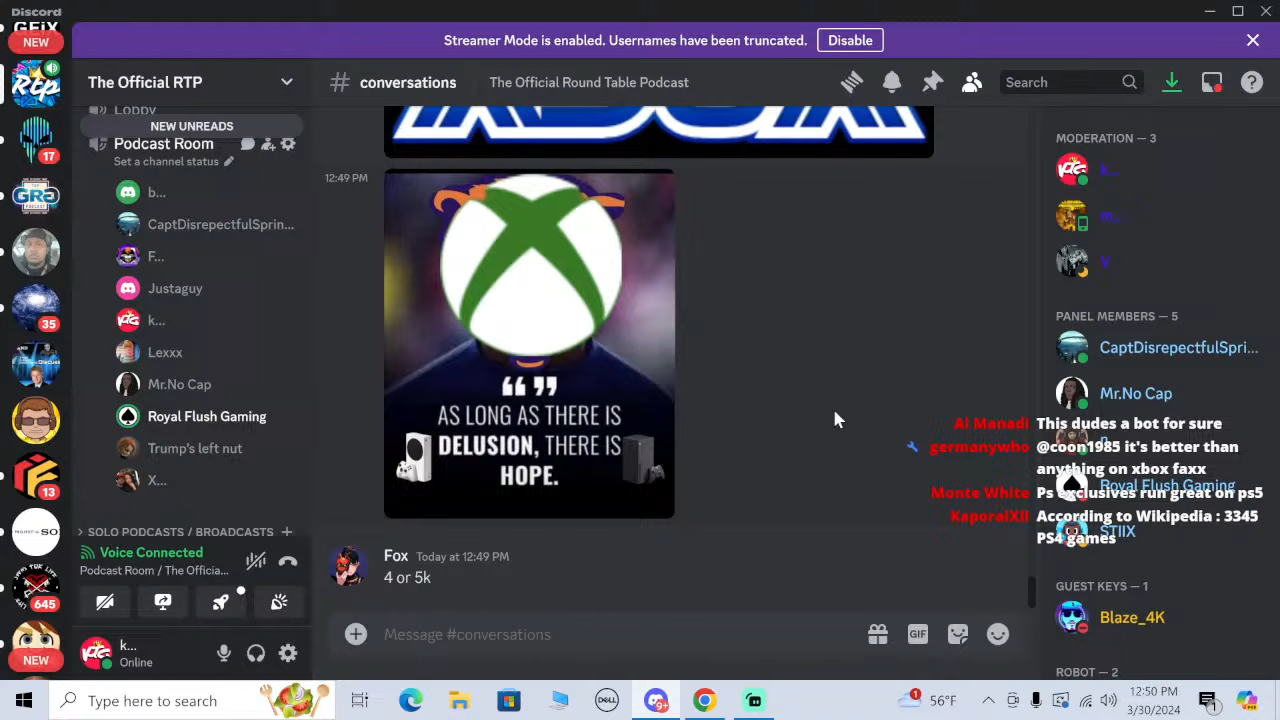 Discord
GEIX
NEW
Streamer Mode is enabled. Usernames have been truncated.
Disable
Rtp
17
GRG
35
13
645
NEW
The Official RTP
Lobby
NEW UNREADS
Podcast Room
Set a channel status
b...
CaptDisrepectfulSprin...
F...
Justaguy
k...
Lexxx
Mr.No Cap
Royal Flush Gaming
Trump's left nut
X...
SOLO PODCASTS / BROADCASTS
Voice Connected
Podcast Room / The Officia...
k...
Online
# conversations
The Official Round Table Podcast
Search
12:49 PM
“ ”
AS LONG AS THERE IS
DELUSION, THERE IS
HOPE.
Fox Today at 12:49 PM
4 or 5k
Message #conversations
GIF
MODERATION — 3
k...
m...
V
PANEL MEMBERS — 5
CaptDisrepectfulSpri...
Mr.No Cap
Royal Flush Gaming
STIIX
GUEST KEYS — 1
Blaze_4K
ROBOT — 2
Al Manadi This dudes a bot for sure
germanywho @coon1985 it's better than
anything on xbox faxx
Monte White Ps exclusives run great on ps5
KaporalXII According to Wikipedia : 3345
PS4 games
Type here to search
DELL
9+
1
56°F
12:50 PM
3/30/2024
1